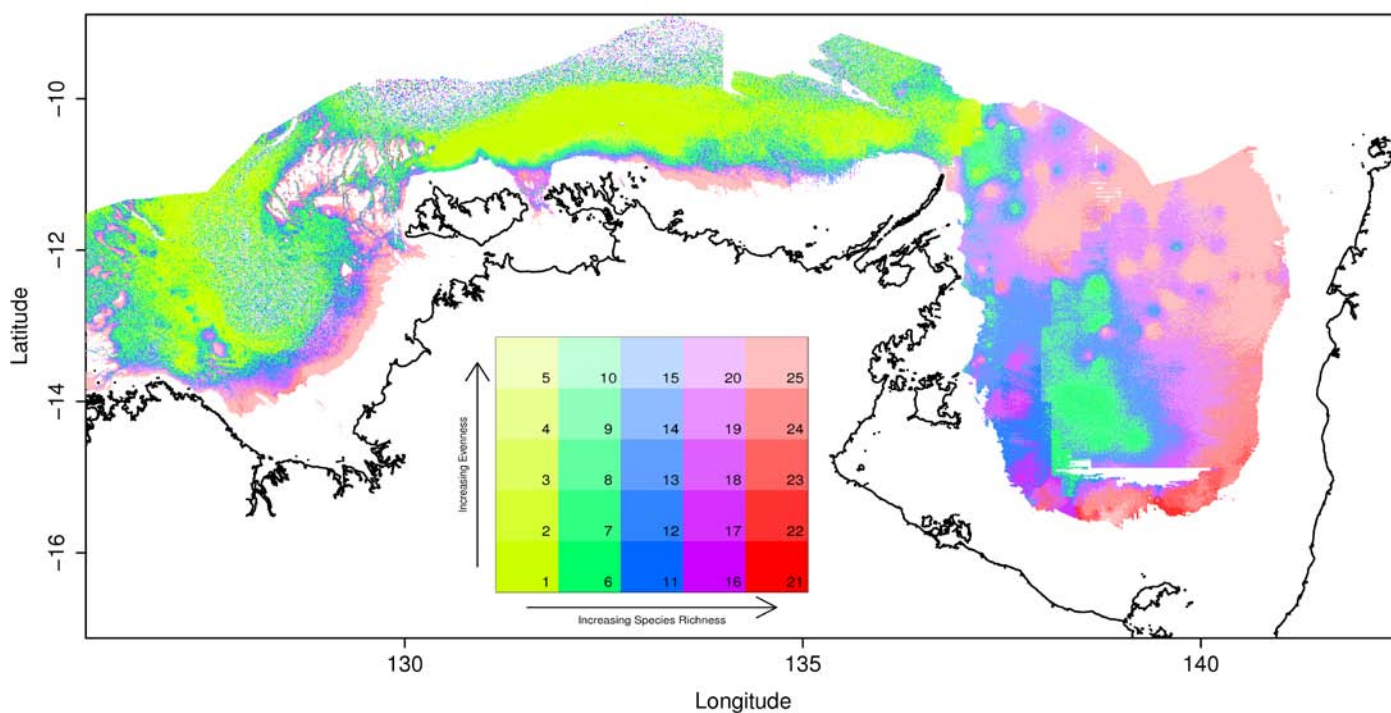 −10
−12
−14
−16
Latitude
5 10 15 20 25
4 9 14 19 24
3 8 13 18 23
2 7 12 17 22
1 6 11 16 21
Increasing Evenness
Increasing Species Richness
130 135 140
Longitude